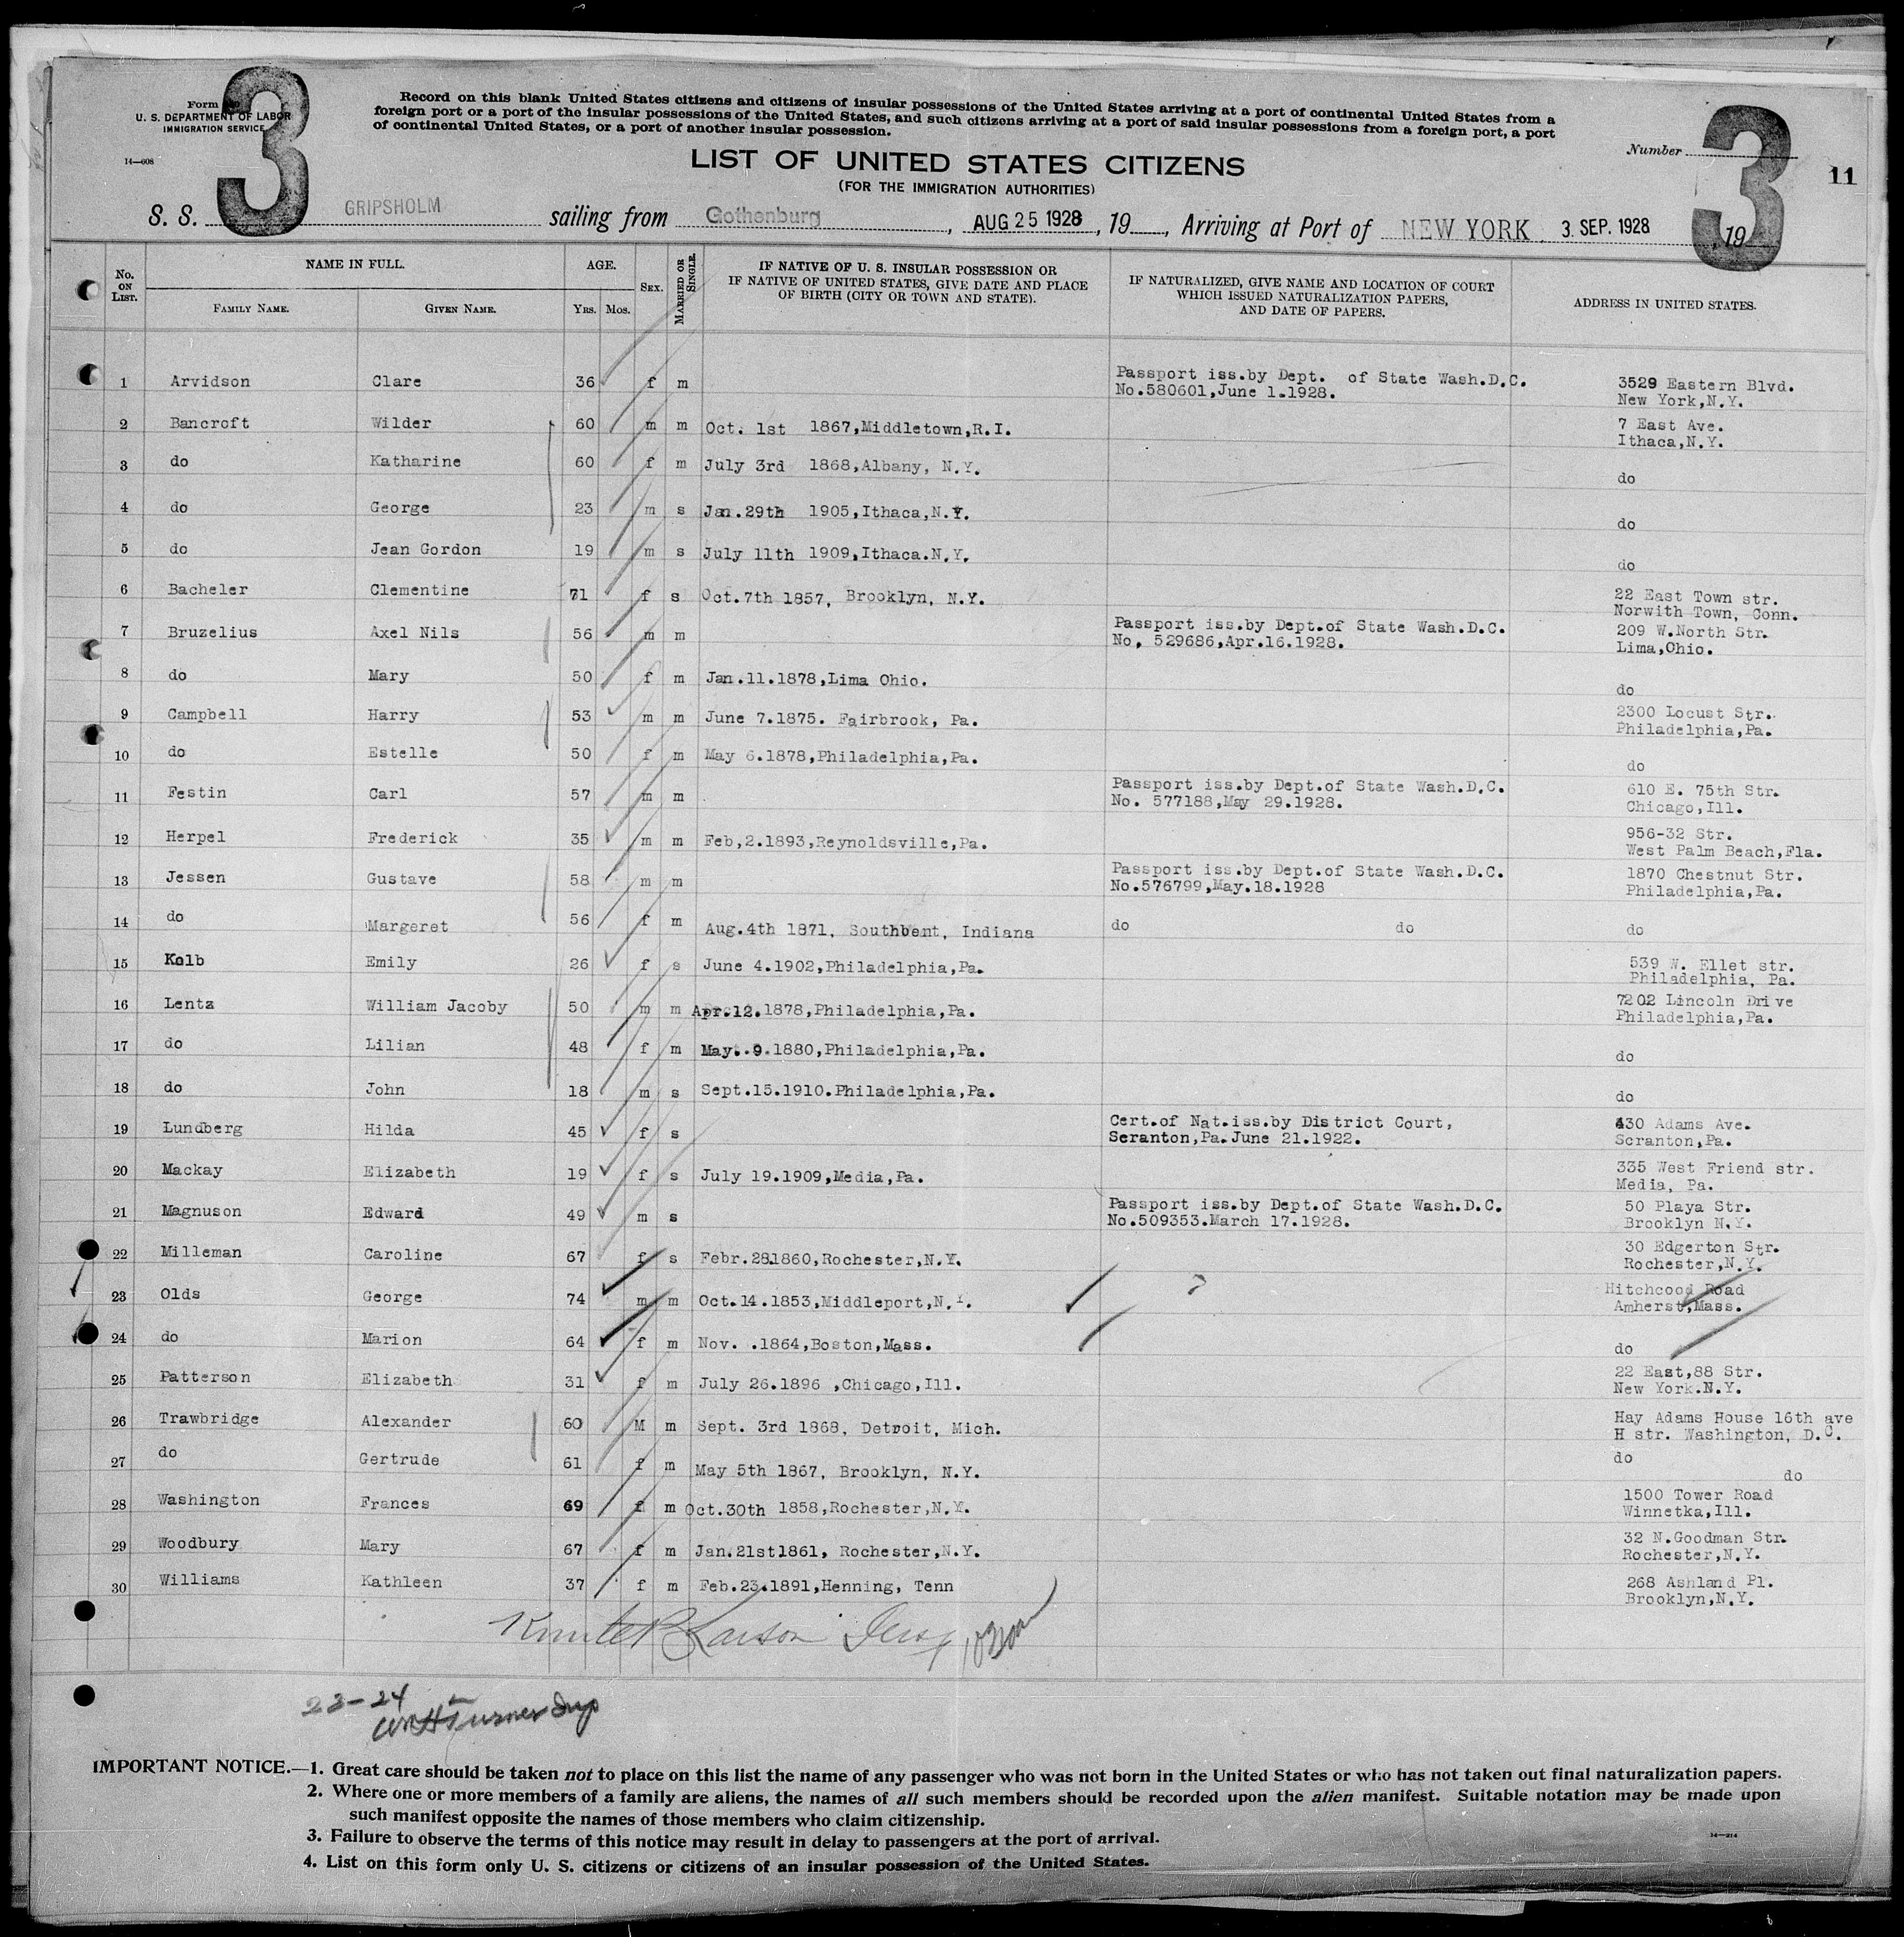 3
3
Form
U. S. DEPARTMENT OF LABOR
IMMIGRATION SERVICE
14—608
Record on this blank United States citizens and citizens of insular possessions of the United States arriving at a port of continental United States from a
foreign port or a port of the insular possessions of the United States, and such citizens arriving at a port of said insular possessions from a foreign port, a port
of continental United States, or a port of another insular possession.
Number
11
LIST OF UNITED STATES CITIZENS
(FOR THE IMMIGRATION AUTHORITIES)
S. S. GRIPSHOLM sailing from Gothenburg, AUG 25 1928, 19 , Arriving at Port of NEW YORK 3. SEP. 1928, 19
No. ON LIST. NAME IN FULL. FAMILY NAME. GIVEN NAME. AGE. YRS. MOS. SEX. MARRIED OR SINGLE. IF NATIVE OF U. S. INSULAR POSSESSION OR IF NATIVE OF UNITED STATES, GIVE DATE AND PLACE OF BIRTH (CITY OR TOWN AND STATE). IF NATURALIZED, GIVE NAME AND LOCATION OF COURT WHICH ISSUED NATURALIZATION PAPERS, AND DATE OF PAPERS. ADDRESS IN UNITED STATES.
1 Arvidson Clare 36 f m Passport iss.by Dept. of State Wash.D.C. No.580601,June 1.1928. 3529 Eastern Blvd. New York,N.Y.
2 Bancroft Wilder 60 m m Oct. 1st 1867,Middletown,R.I. 7 East Ave. Ithaca,N.Y.
3 do Katharine 60 f m July 3rd 1868,Albany, N.Y. do
4 do George 23 m s Jan.29th 1905,Ithaca,N.Y. do
5 do Jean Gordon 19 m s July 11th 1909,Ithaca.N.Y. do
6 Bacheler Clementine 71 f s Oct.7th 1857, Brooklyn, N.Y. 22 East Town str. Norwith Town, Conn.
7 Bruzelius Axel Nils 56 m m Passport iss.by Dept.of State Wash.D.C. No, 529686,Apr.16.1928. 209 W.North Str. Lima,Ohio.
8 do Mary 50 f m Jan.11.1878,Lima Ohio. do
9 Campbell Harry 53 m m June 7.1875. Fairbrook, Pa. 2300 Locust Str. Philadelphia,Pa.
10 do Estelle 50 f m May 6.1878,Philadelphia,Pa. do
11 Festin Carl 57 m m Passport iss.by Dept.of State Wash.D.C. No. 577188,May 29.1928. 610 E. 75th Str. Chicago,Ill.
12 Herpel Frederick 35 m m Feb,2.1893,Reynoldsville,Pa. 956-32 Str. West Palm Beach,Fla.
13 Jessen Gustave 58 m m Passport iss.by Dept.of State Wash.D.C. No.576799,May.18.1928 1870 Chestnut Str. Philadelphia,Pa.
14 do Margeret 56 f m Aug.4th 1871, Southbent, Indiana do do do
15 Kolb Emily 26 f s June 4.1902,Philadelphia,Pa. 539 W. Ellet str. Philadelphia, Pa.
16 Lentz William Jacoby 50 m m Apr.12.1878,Philadelphia,Pa. 7202 Lincoln Drive Philadelphia,Pa.
17 do Lilian 48 f m May. 9.1880,Philadelphia,Pa. do
18 do John 18 m s Sept.15.1910.Philadelphia,Pa. do
19 Lundberg Hilda 45 f s Cert.of Nat.iss.by District Court, Scranton,Pa.June 21.1922. 430 Adams Ave. Scranton,Pa.
20 Mackay Elizabeth 19 f s July 19.1909,Media,Pa. 335 West Friend str. Media, Pa.
21 Magnuson Edward 49 m s Passport iss.by Dept.of State Wash.D.C. No.509353.March 17.1928. 50 Playa Str. Brooklyn N.Y.
22 Milleman Caroline 67 f s Febr.28.1860,Rochester,N.Y. 30 Edgerton Str. Rochester,N.Y.
23 Olds George 74 m m Oct.14.1853,Middleport,N.Y. ? Hitchcood Road Amherst,Mass.
24 do Marion 64 f m Nov. .1864,Boston,Mass. do
25 Patterson Elizabeth 31 f m July 26.1896 ,Chicago,Ill. 22 East,88 Str. New York.N.Y.
26 Trawbridge Alexander 60 M m Sept. 3rd 1868, Detroit, Mich. Hay Adams House 16th ave H str. Washington, D.C.
27 do Gertrude 61 f m May 5th 1867, Brooklyn, N.Y. do do
28 Washington Frances 69 f m Oct.30th 1858,Rochester,N.Y. 1500 Tower Road Winnetka,Ill.
29 Woodbury Mary 67 f m Jan.21st1861, Rochester,N.Y. 32 N.Goodman Str. Rochester,N.Y.
30 Williams Kathleen 37 f m Feb.23.1891,Henning, Tenn 268 Ashland Pl. Brooklyn,N.Y.
Larson
23-24
Turner Insp
IMPORTANT NOTICE.—1. Great care should be taken not to place on this list the name of any passenger who was not born in the United States or who has not taken out final naturalization papers.
2. Where one or more members of a family are aliens, the names of all such members should be recorded upon the alien manifest. Suitable notation may be made upon
such manifest opposite the names of those members who claim citizenship.
3. Failure to observe the terms of this notice may result in delay to passengers at the port of arrival.
14—214
4. List on this form only U. S. citizens or citizens of an insular possession of the United States.